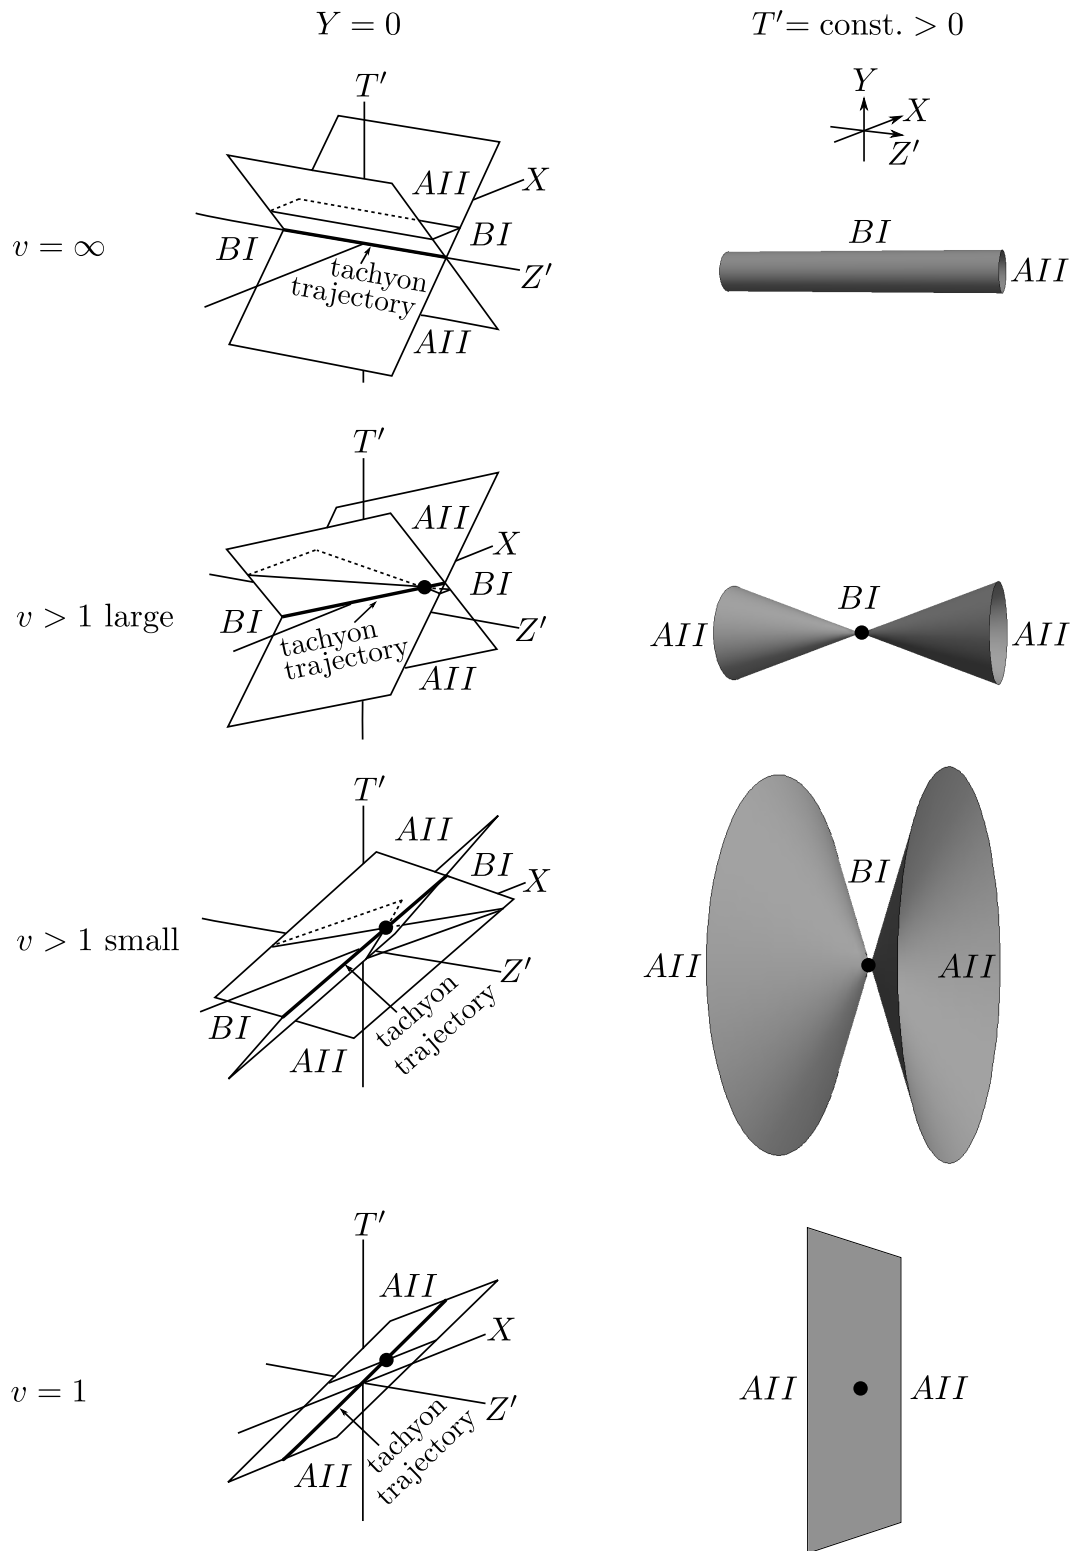 Y = 0
T′= const. > 0
T′
Y
X
Z′
AII
X
BI
BI
v = ∞
BI
Z′
AII
tachyon
trajectory
AII
T′
AII
X
BI
BI
v > 1 large
BI
Z′
AII
AII
tachyon
trajectory
AII
T′
AII
BI
X
BI
v > 1 small
Z′
AII
AII
BI
tachyon
trajectory
AII
T′
AII
X
v = 1
Z′
AII
AII
tachyon
trajectory
AII